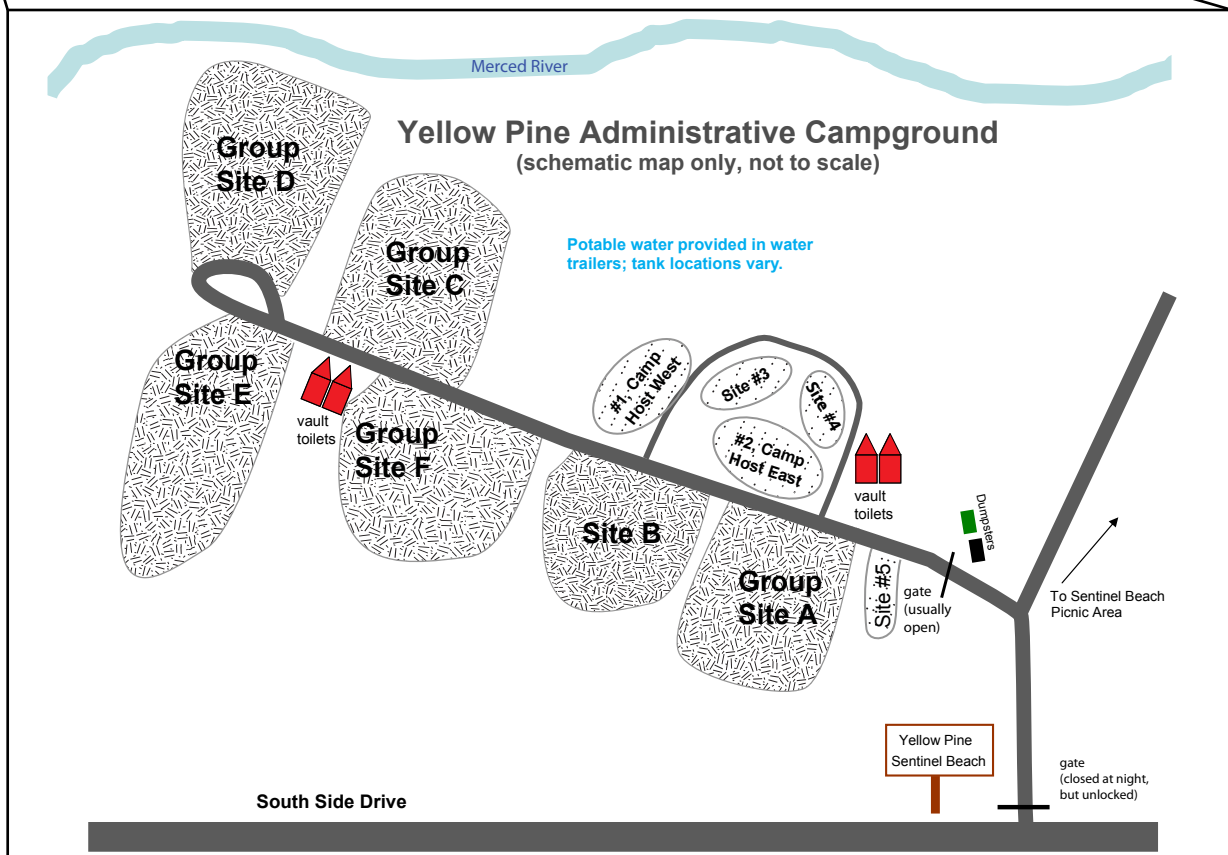 Merced River
Yellow Pine Administrative Campground
(schematic map only, not to scale)
Group
Site D
Group
Site C
Potable water provided in water
trailers; tank locations vary.
Group
Site E
vault
toilets
Group
Site F
#1, Camp
Host West
Site #3
Site #4
#2, Camp
Host East
vault
toilets
Dumpsters
Site B
Group
Site A
Site #5
gate
(usually
open)
To Sentinel Beach
Picnic Area
Yellow Pine
Sentinel Beach
gate
(closed at night,
but unlocked)
South Side Drive